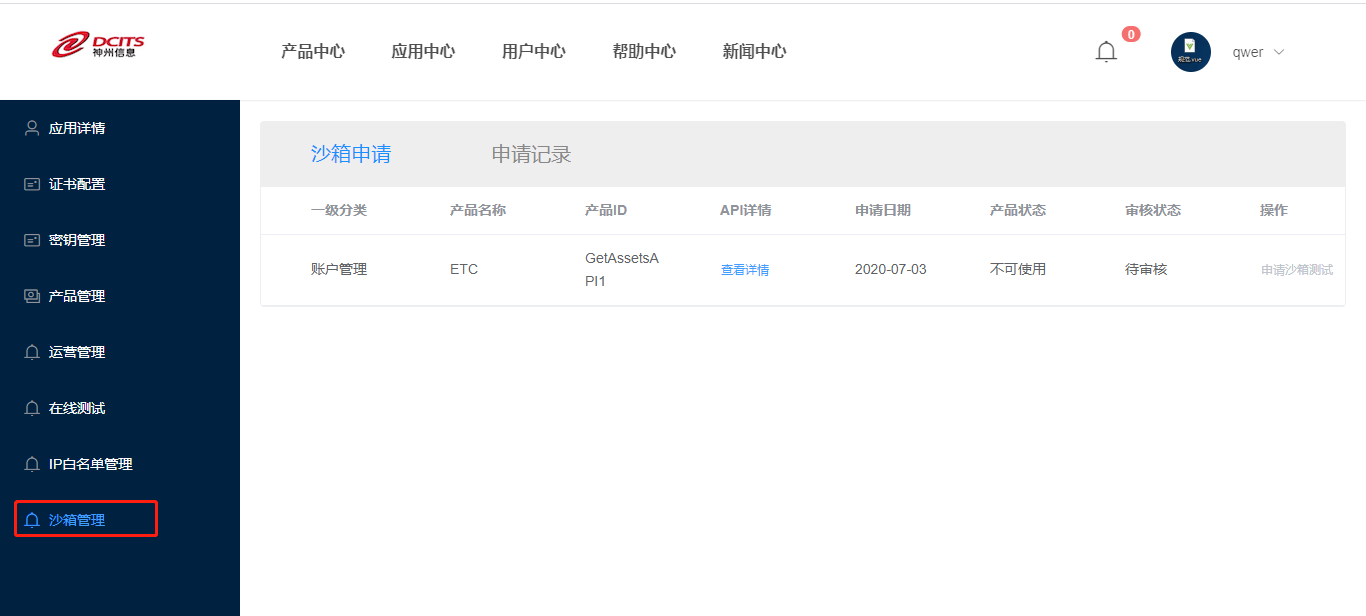 DCITS
神州信息
产品中心
应用中心
用户中心
帮助中心
新闻中心
0
规范.vue
qwer
应用详情
证书配置
密钥管理
产品管理
运营管理
在线测试
IP白名单管理
沙箱管理
沙箱申请
申请记录
一级分类
产品名称
产品ID
API详情
申请日期
产品状态
审核状态
操作
账户管理
ETC
GetAssetsA
PI1
查看详情
2020-07-03
不可使用
待审核
申请沙箱测试